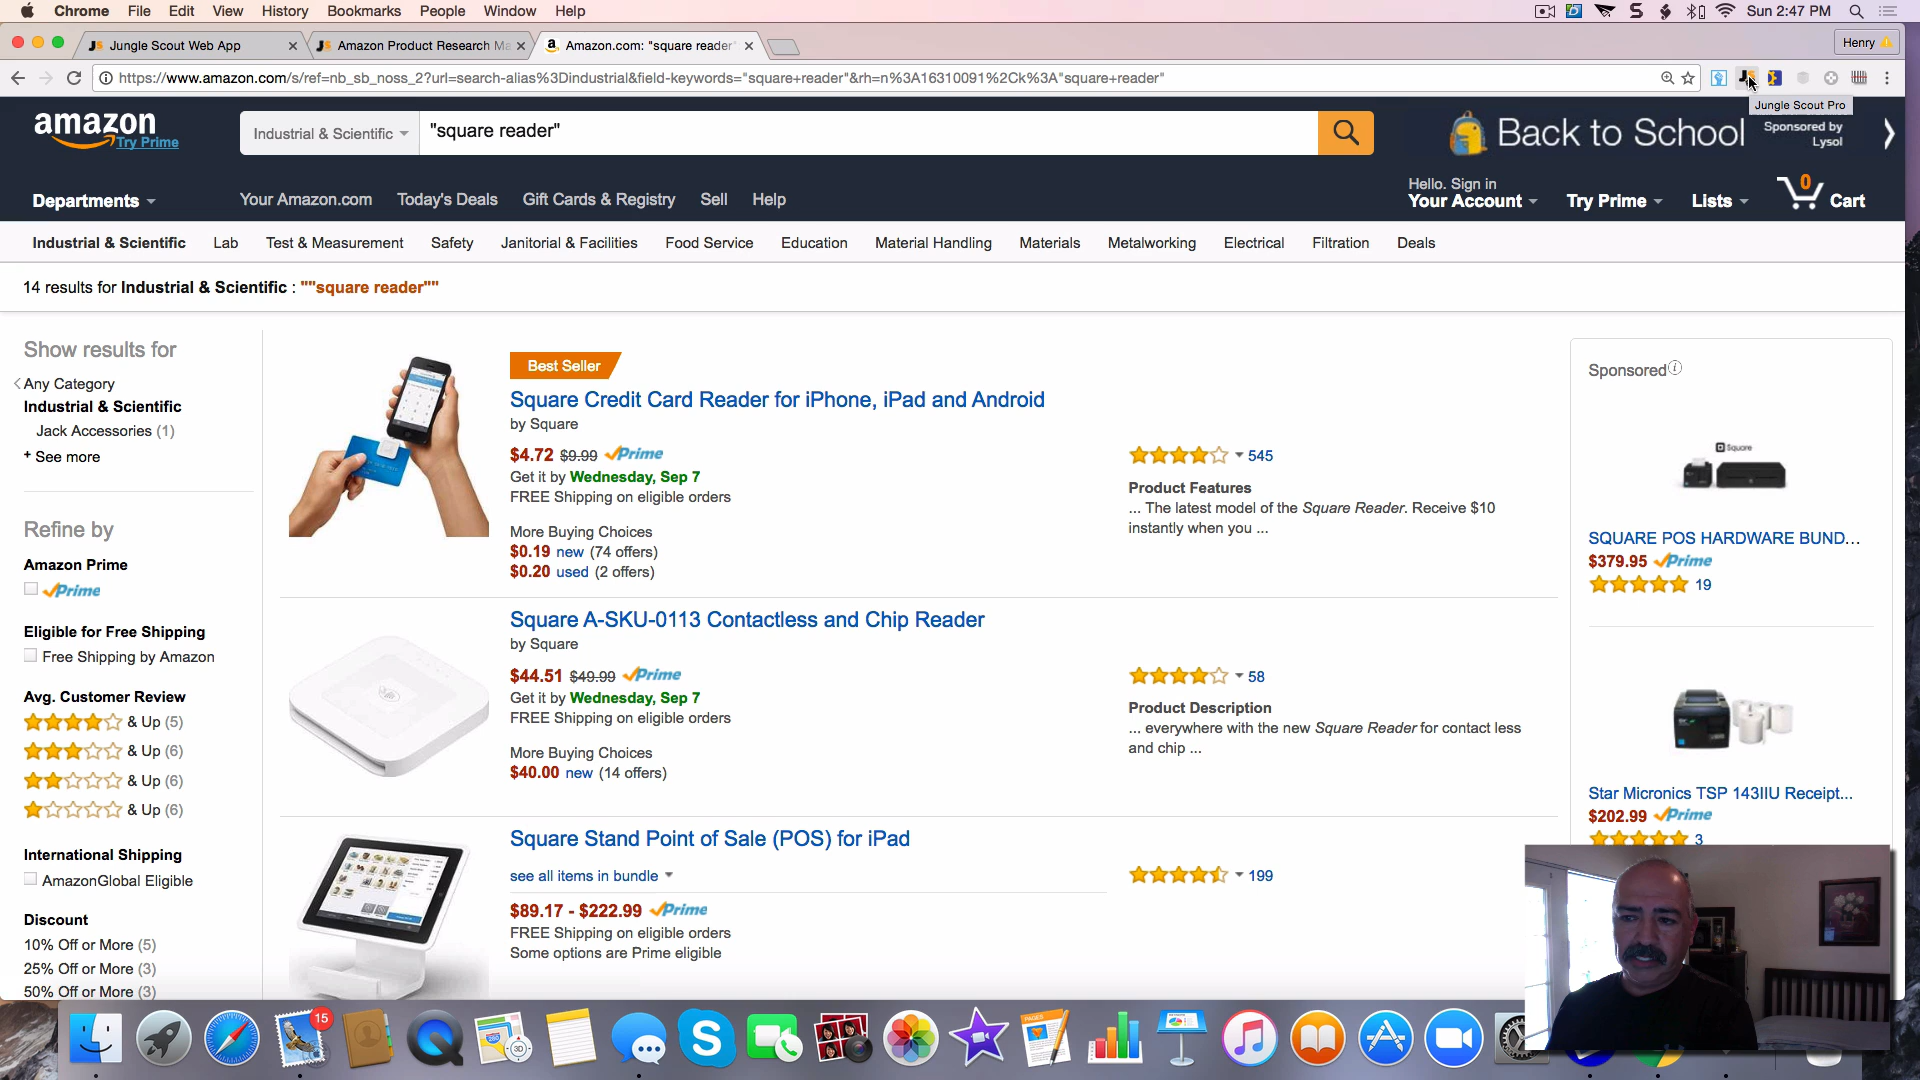 Chrome File Edit View History Bookmarks People Window Help Sun 2:47 PM
Jungle Scout Web App
Amazon Product Research Ma
Amazon.com: "square reader"
Henry
https://www.amazon.com/s/ref=nb_sb_noss_2?url=search-alias%3Dindustrial&field-keywords="square+reader"&rh=n%3A16310091%2Ck%3A"square+reader"
Jungle Scout Pro
amazon
Try Prime
Industrial & Scientific
"square reader"
Back to School
Sponsored by
Lysol
Departments
Your Amazon.com Today's Deals Gift Cards & Registry Sell Help
Hello. Sign in
Your Account
Try Prime
Lists
0
Cart
Industrial & Scientific Lab Test & Measurement Safety Janitorial & Facilities Food Service Education Material Handling Materials Metalworking Electrical Filtration Deals
14 results for Industrial & Scientific : ""square reader""
Show results for
Any Category
Industrial & Scientific
Jack Accessories (1)
+ See more
Refine by
Amazon Prime
Prime
Eligible for Free Shipping
Free Shipping by Amazon
Avg. Customer Review
& Up (5)
& Up (6)
& Up (6)
& Up (6)
International Shipping
AmazonGlobal Eligible
Discount
10% Off or More (5)
25% Off or More (3)
50% Off or More (3)
Best Seller
Square Credit Card Reader for iPhone, iPad and Android
by Square
$4.72 $9.99 Prime
Get it by Wednesday, Sep 7
FREE Shipping on eligible orders
More Buying Choices
$0.19 new (74 offers)
$0.20 used (2 offers)
545
Product Features
... The latest model of the Square Reader. Receive $10
instantly when you ...
Square A-SKU-0113 Contactless and Chip Reader
by Square
$44.51 $49.99 Prime
Get it by Wednesday, Sep 7
FREE Shipping on eligible orders
More Buying Choices
$40.00 new (14 offers)
58
Product Description
... everywhere with the new Square Reader for contact less
and chip ...
Square Stand Point of Sale (POS) for iPad
see all items in bundle
$89.17 - $222.99 Prime
FREE Shipping on eligible orders
Some options are Prime eligible
199
Sponsored
Square
SQUARE POS HARDWARE BUND...
$379.95 Prime
19
Star Micronics TSP 143IIU Receipt...
$202.99 Prime
3
15
280
3D
PAGES